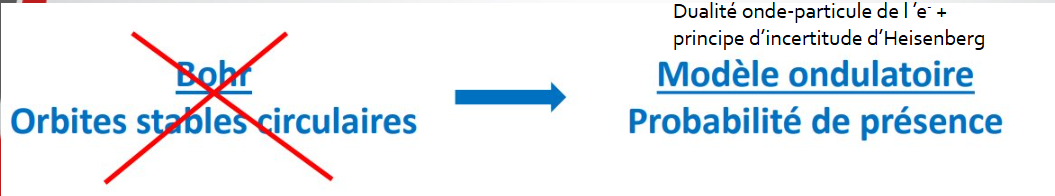 Bohr
Orbites stables circulaires
Dualité onde-particule de l ’e- +
principe d’incertitude d’Heisenberg
Modèle ondulatoire
Probabilité de présence